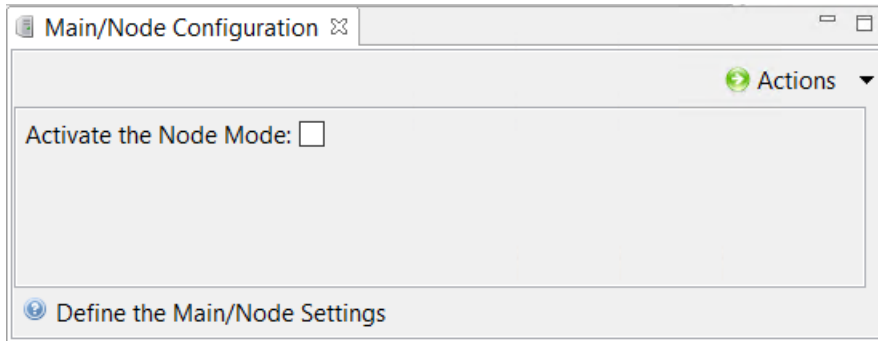 Main/Node Configuration
Actions
Activate the Node Mode:
Define the Main/Node Settings